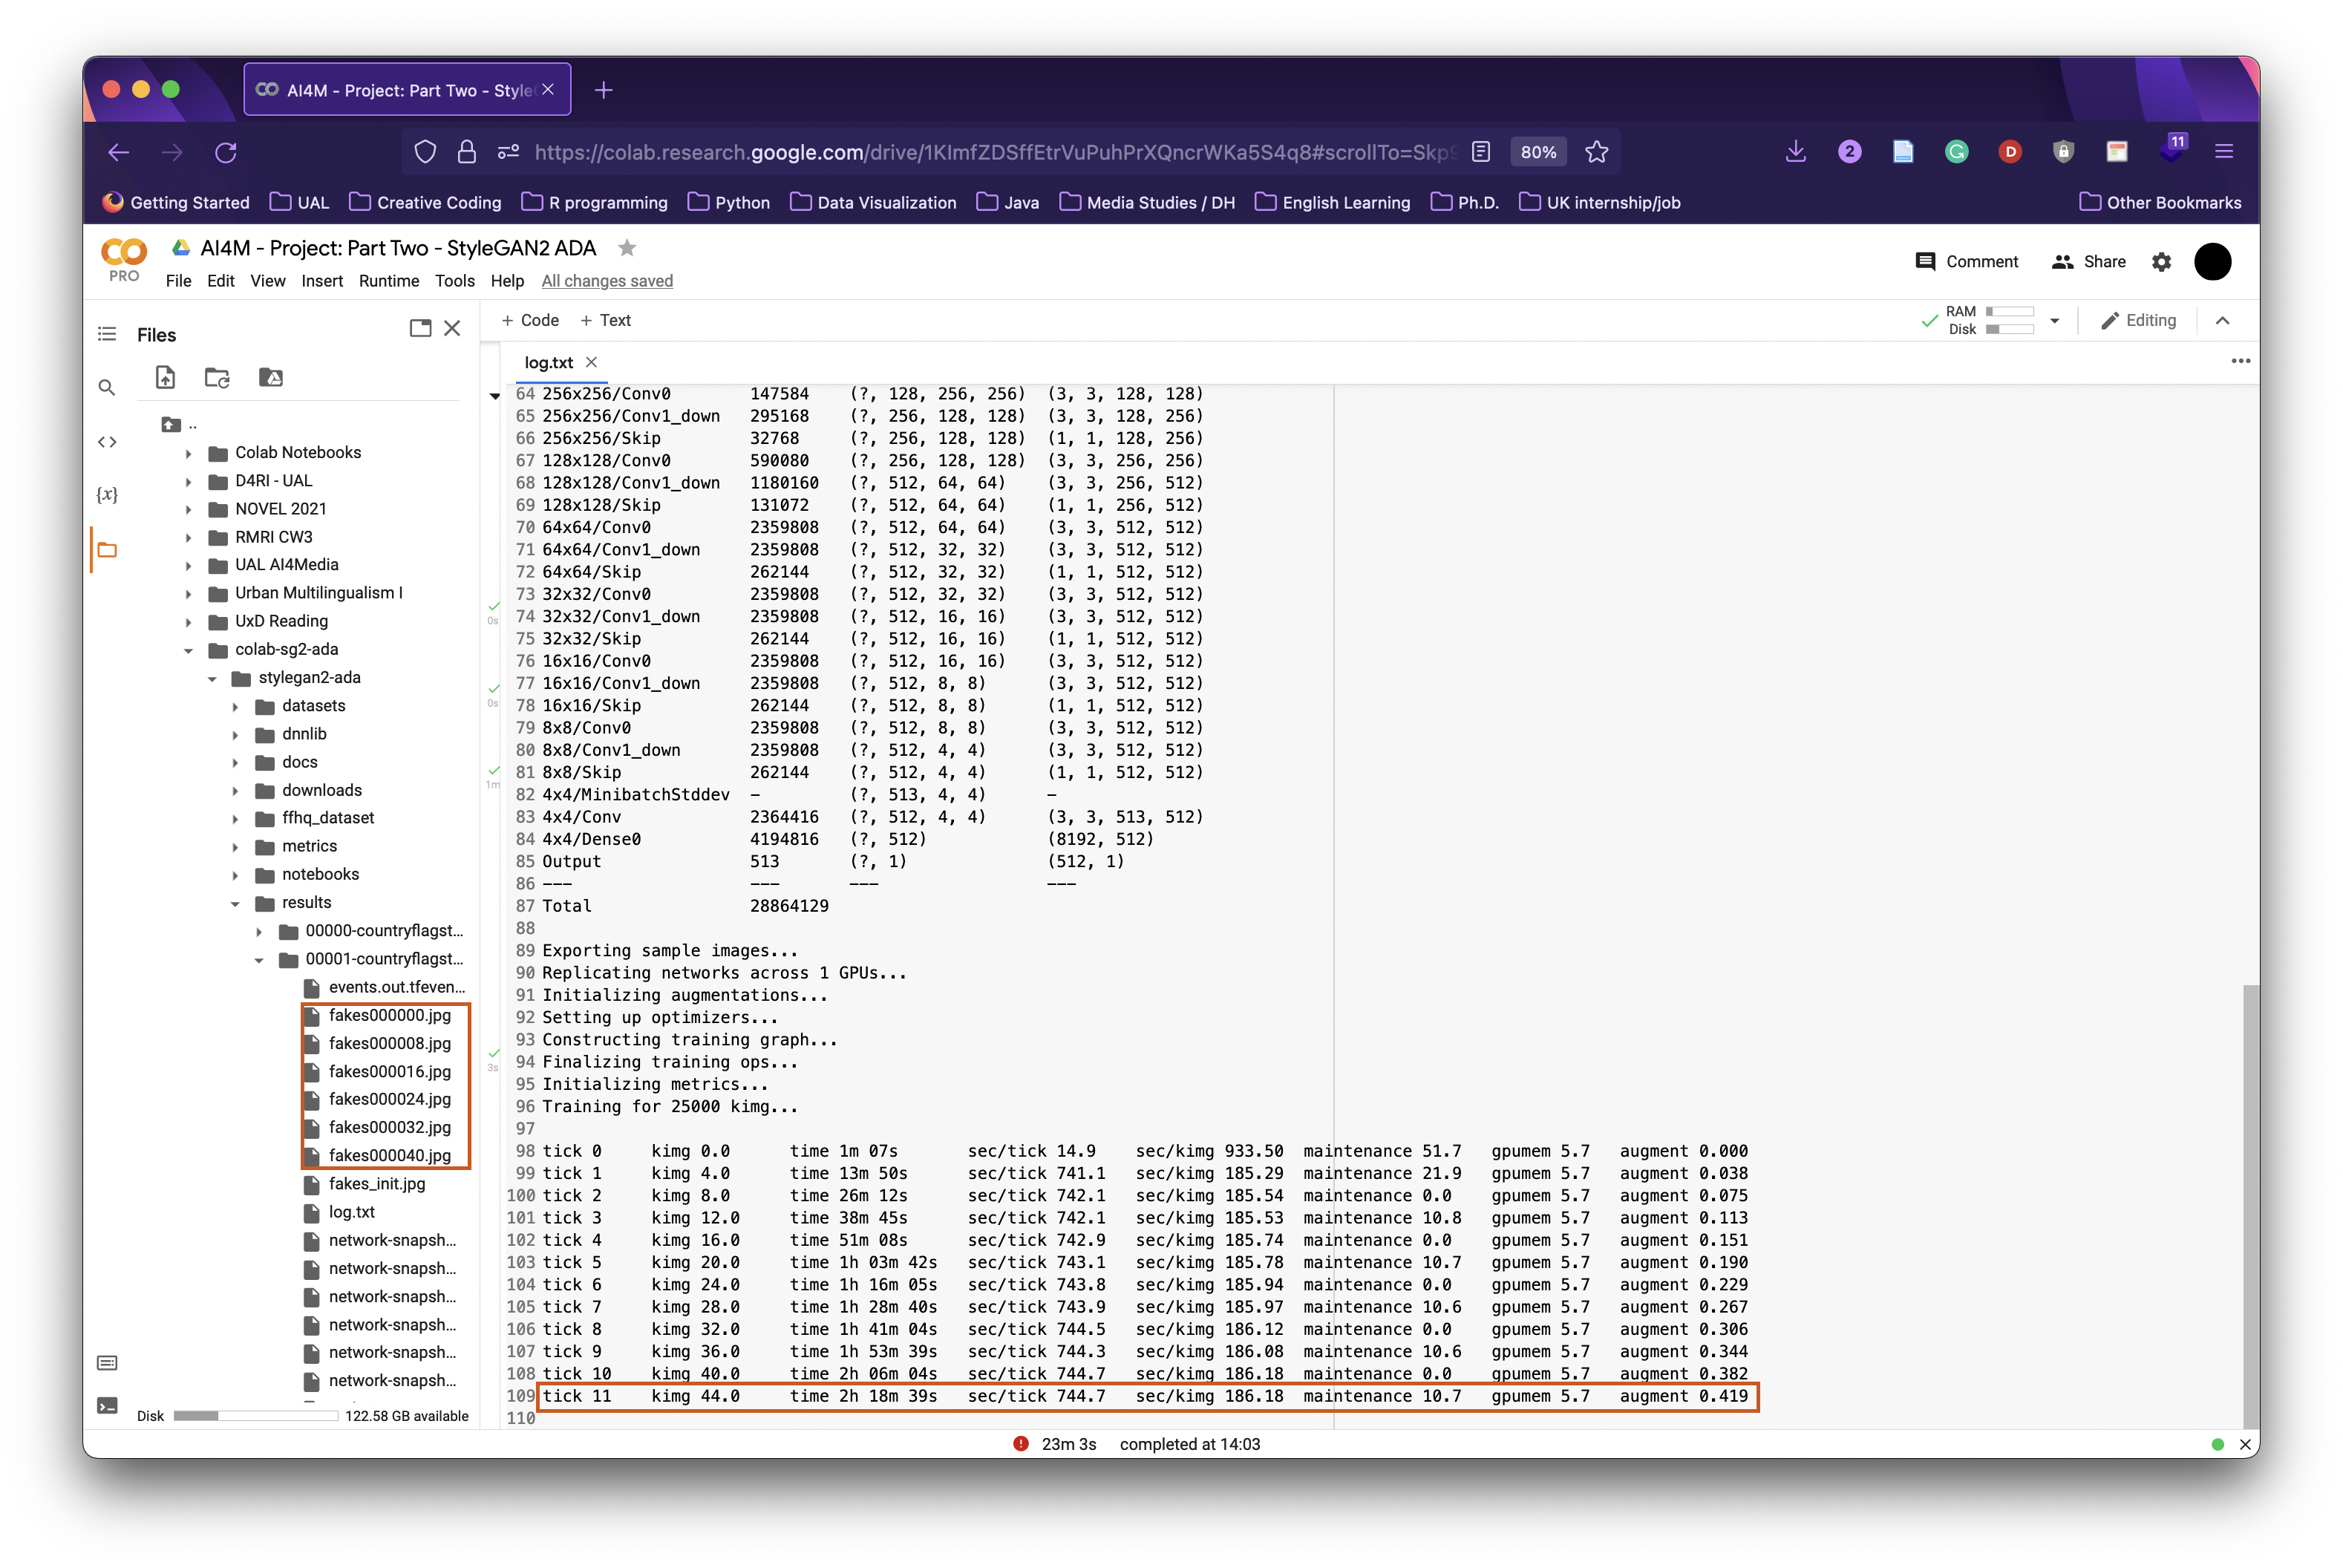 AI4M - Project: Part Two - Style
https://colab.research.google.com/drive/1KlmfZDSffEtrVuPuhPrXQncrWKa5S4q8#scrollTo=Skp
80%
2
D
11
Getting Started UAL Creative Coding R programming Python Data Visualization Java Media Studies / DH English Learning Ph.D. UK internship/job Other Bookmarks
PRO
AI4M - Project: Part Two - StyleGAN2 ADA
File Edit View Insert Runtime Tools Help All changes saved
Comment Share
Files
+ Code + Text
RAM
Disk
Editing
log.txt
..
Colab Notebooks
D4RI - UAL
NOVEL 2021
RMRI CW3
UAL AI4Media
Urban Multilingualism I
UxD Reading
colab-sg2-ada
stylegan2-ada
datasets
dnnlib
docs
downloads
ffhq_dataset
metrics
notebooks
results
00000-countryflagst...
00001-countryflagst...
events.out.tfeven...
fakes000000.jpg
fakes000008.jpg
fakes000016.jpg
fakes000024.jpg
fakes000032.jpg
fakes000040.jpg
fakes_init.jpg
log.txt
network-snapsh...
network-snapsh...
network-snapsh...
network-snapsh...
network-snapsh...
network-snapsh...
Disk 122.58 GB available
0s
0s
1m
3s
64 256x256/Conv0 147584 (?, 128, 256, 256) (3, 3, 128, 128)
65 256x256/Conv1_down 295168 (?, 256, 128, 128) (3, 3, 128, 256)
66 256x256/Skip 32768 (?, 256, 128, 128) (1, 1, 128, 256)
67 128x128/Conv0 590080 (?, 256, 128, 128) (3, 3, 256, 256)
68 128x128/Conv1_down 1180160 (?, 512, 64, 64) (3, 3, 256, 512)
69 128x128/Skip 131072 (?, 512, 64, 64) (1, 1, 256, 512)
70 64x64/Conv0 2359808 (?, 512, 64, 64) (3, 3, 512, 512)
71 64x64/Conv1_down 2359808 (?, 512, 32, 32) (3, 3, 512, 512)
72 64x64/Skip 262144 (?, 512, 32, 32) (1, 1, 512, 512)
73 32x32/Conv0 2359808 (?, 512, 32, 32) (3, 3, 512, 512)
74 32x32/Conv1_down 2359808 (?, 512, 16, 16) (3, 3, 512, 512)
75 32x32/Skip 262144 (?, 512, 16, 16) (1, 1, 512, 512)
76 16x16/Conv0 2359808 (?, 512, 16, 16) (3, 3, 512, 512)
77 16x16/Conv1_down 2359808 (?, 512, 8, 8) (3, 3, 512, 512)
78 16x16/Skip 262144 (?, 512, 8, 8) (1, 1, 512, 512)
79 8x8/Conv0 2359808 (?, 512, 8, 8) (3, 3, 512, 512)
80 8x8/Conv1_down 2359808 (?, 512, 4, 4) (3, 3, 512, 512)
81 8x8/Skip 262144 (?, 512, 4, 4) (1, 1, 512, 512)
82 4x4/MinibatchStddev - (?, 513, 4, 4) -
83 4x4/Conv 2364416 (?, 512, 4, 4) (3, 3, 513, 512)
84 4x4/Dense0 4194816 (?, 512) (8192, 512)
85 Output 513 (?, 1) (512, 1)
86 --- --- --- ---
87 Total 28864129
88
89 Exporting sample images...
90 Replicating networks across 1 GPUs...
91 Initializing augmentations...
92 Setting up optimizers...
93 Constructing training graph...
94 Finalizing training ops...
95 Initializing metrics...
96 Training for 25000 kimg...
97
98 tick 0 kimg 0.0 time 1m 07s sec/tick 14.9 sec/kimg 933.50 maintenance 51.7 gpumem 5.7 augment 0.000
99 tick 1 kimg 4.0 time 13m 50s sec/tick 741.1 sec/kimg 185.29 maintenance 21.9 gpumem 5.7 augment 0.038
100 tick 2 kimg 8.0 time 26m 12s sec/tick 742.1 sec/kimg 185.54 maintenance 0.0 gpumem 5.7 augment 0.075
101 tick 3 kimg 12.0 time 38m 45s sec/tick 742.1 sec/kimg 185.53 maintenance 10.8 gpumem 5.7 augment 0.113
102 tick 4 kimg 16.0 time 51m 08s sec/tick 742.9 sec/kimg 185.74 maintenance 0.0 gpumem 5.7 augment 0.151
103 tick 5 kimg 20.0 time 1h 03m 42s sec/tick 743.1 sec/kimg 185.78 maintenance 10.7 gpumem 5.7 augment 0.190
104 tick 6 kimg 24.0 time 1h 16m 05s sec/tick 743.8 sec/kimg 185.94 maintenance 0.0 gpumem 5.7 augment 0.229
105 tick 7 kimg 28.0 time 1h 28m 40s sec/tick 743.9 sec/kimg 185.97 maintenance 10.6 gpumem 5.7 augment 0.267
106 tick 8 kimg 32.0 time 1h 41m 04s sec/tick 744.5 sec/kimg 186.12 maintenance 0.0 gpumem 5.7 augment 0.306
107 tick 9 kimg 36.0 time 1h 53m 39s sec/tick 744.3 sec/kimg 186.08 maintenance 10.6 gpumem 5.7 augment 0.344
108 tick 10 kimg 40.0 time 2h 06m 04s sec/tick 744.7 sec/kimg 186.18 maintenance 0.0 gpumem 5.7 augment 0.382
109 tick 11 kimg 44.0 time 2h 18m 39s sec/tick 744.7 sec/kimg 186.18 maintenance 10.7 gpumem 5.7 augment 0.419
110
23m 3s completed at 14:03